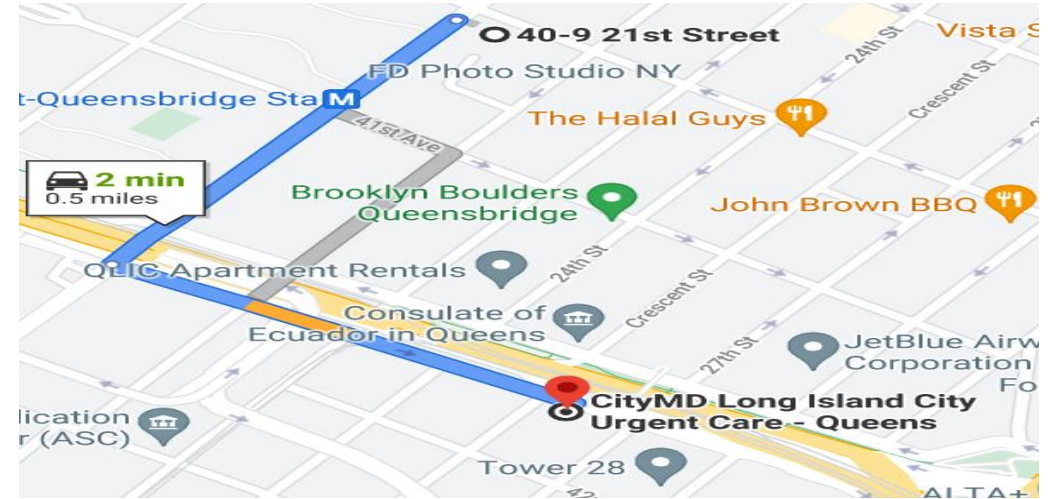 40-9 21st Street
24th St
Vista S
FD Photo Studio NY
Crescent St
t-Queensbridge Sta M
The Halal Guys
41st Ave
2 min
0.5 miles
Brooklyn Boulders
Queensbridge
John Brown BBQ
QLIC Apartment Rentals
24th St
Crescent St
Consulate of
Ecuador in Queens
27th St
JetBlue Airw
Corporation
Fo
CityMD Long Island City
Urgent Care - Queens
lication
r (ASC)
Tower 28
42
ALTA+